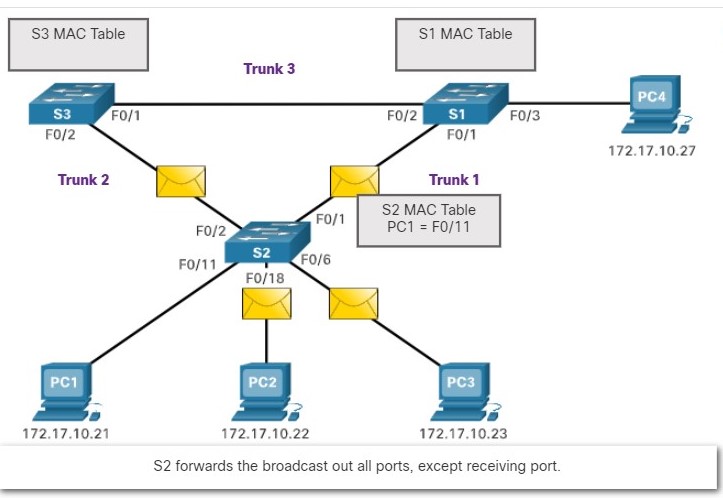 S3 MAC Table
S1 MAC Table
Trunk 3
PC4
S3
F0/1
F0/2
S1
F0/3
F0/2
F0/1
172.17.10.27
Trunk 2
Trunk 1
S2 MAC Table
PC1 = F0/11
F0/1
F0/2
S2
F0/6
F0/11
F0/18
PC1
PC2
PC3
172.17.10.21
172.17.10.22
172.17.10.23
S2 forwards the broadcast out all ports, except receiving port.